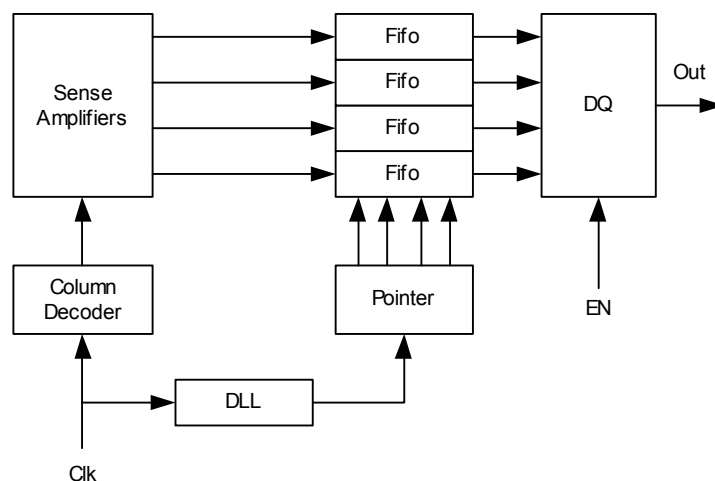 Sense
Amplifiers
Fifo
Fifo
Fifo
Fifo
DQ
Out
Column
Decoder
Pointer
EN
DLL
Clk